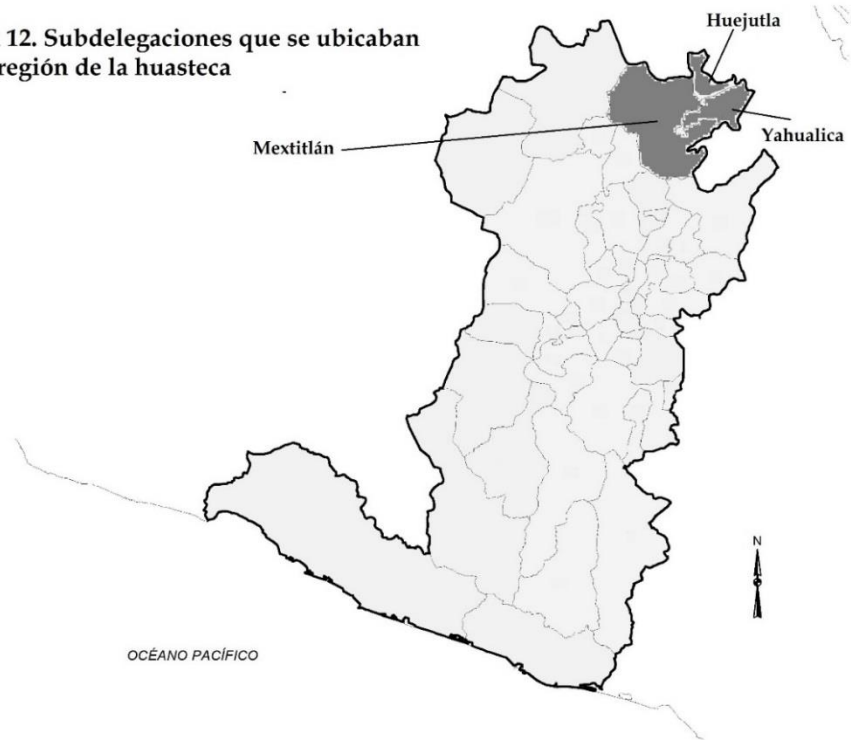 12. Subdelegaciones que se ubicaban
región de la huasteca
Huejutla
Mextitlán
Yahualica
N
OCÉANO PACÍFICO